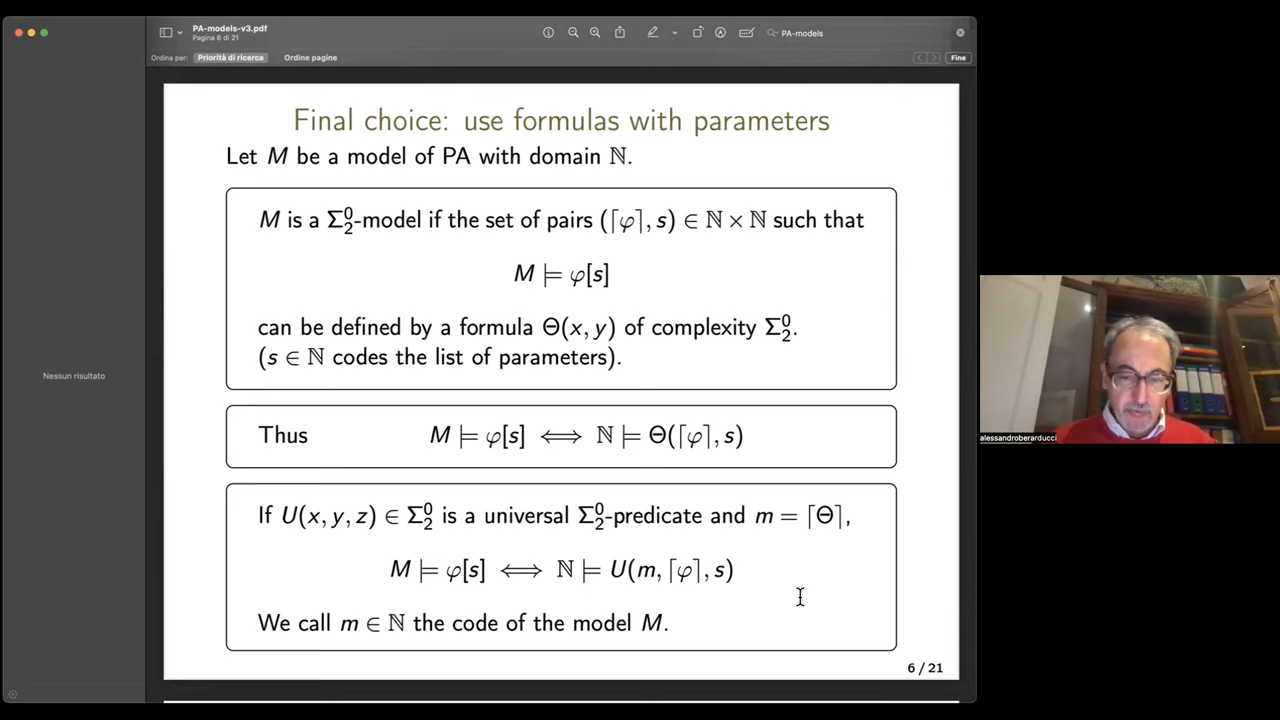 PA-models-v3.pdf
Pagina 6 di 21
PA-models
Ordina per: Priorità di ricerca Ordine pagine
Fine
Nessun risultato
Final choice: use formulas with parameters
Let M be a model of PA with domain ℕ.
M is a Σ⁰₂-model if the set of pairs (⌈φ⌉, s) ∈ ℕ × ℕ such that
M ⊨ φ[s]
can be defined by a formula Θ(x, y) of complexity Σ⁰₂.
(s ∈ ℕ codes the list of parameters).
Thus M ⊨ φ[s] ⟺ ℕ ⊨ Θ(⌈φ⌉, s)
If U(x, y, z) ∈ Σ⁰₂ is a universal Σ⁰₂-predicate and m = ⌈Θ⌉,
M ⊨ φ[s] ⟺ ℕ ⊨ U(m, ⌈φ⌉, s)
We call m ∈ ℕ the code of the model M.
6 / 21
alessandroberarducci